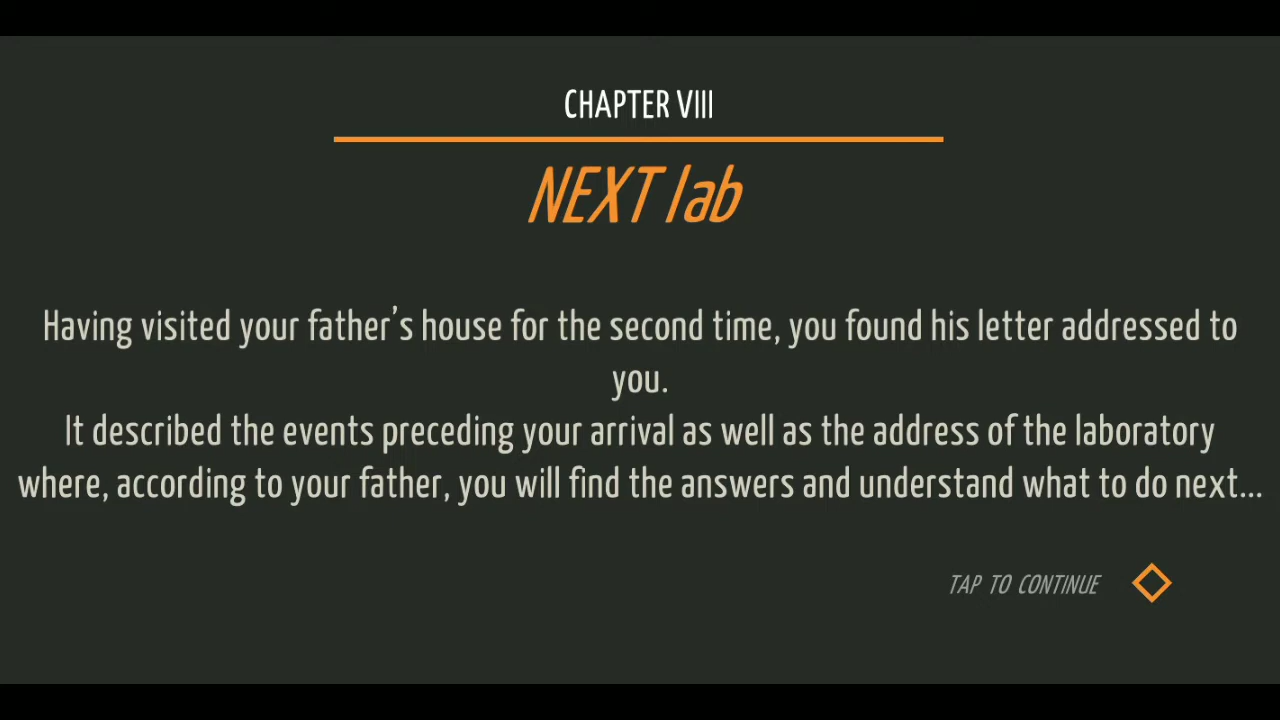 CHAPTER VIII
NEXT lab
Having visited your father's house for the second time, you found his letter addressed to
you.
It described the events preceding your arrival as well as the address of the laboratory
where, according to your father, you will find the answers and understand what to do next...
TAP TO CONTINUE